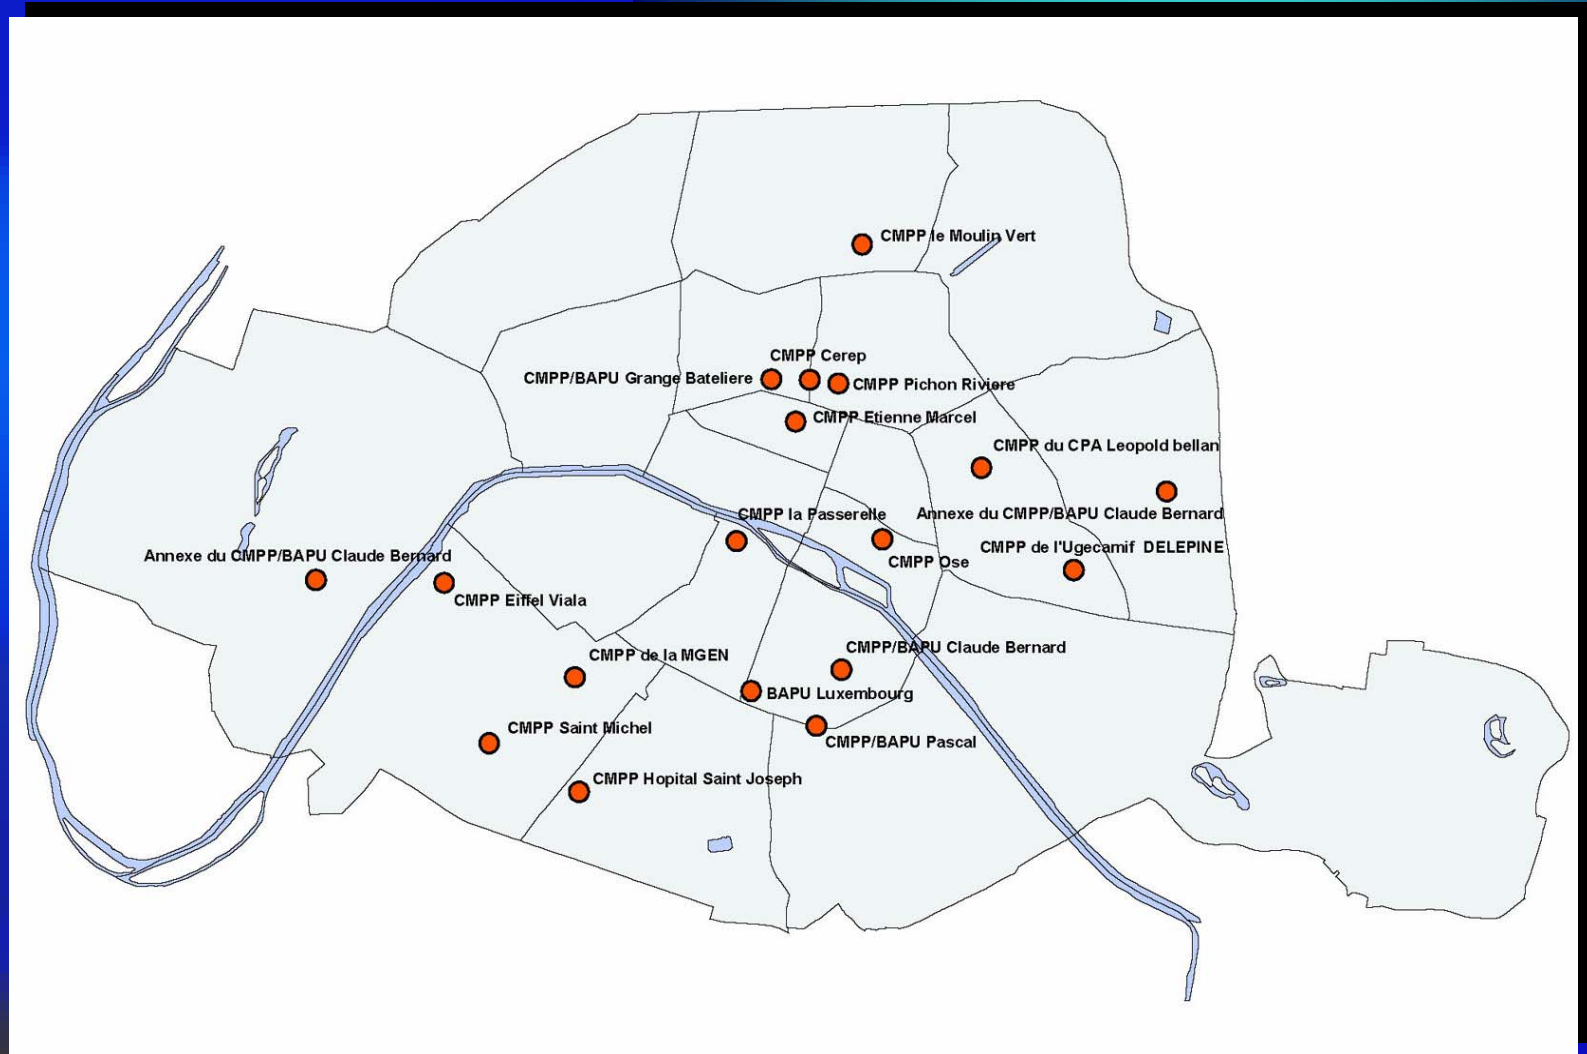 CMPP le Moulin Vert
CMPP Cerep
CMPP/BAPU Grange Bateliere
CMPP Pichon Riviere
CMPP Etienne Marcel
CMPP du CPA Leopold bellan
CMPP la Passerelle
Annexe du CMPP/BAPU Claude Bernard
CMPP de l'Ugecamif DELEPINE
Annexe du CMPP/BAPU Claude Bernard
CMPP Ose
CMPP Eiffel Viala
CMPP/BAPU Claude Bernard
CMPP de la MGEN
BAPU Luxembourg
CMPP Saint Michel
CMPP/BAPU Pascal
CMPP Hopital Saint Joseph